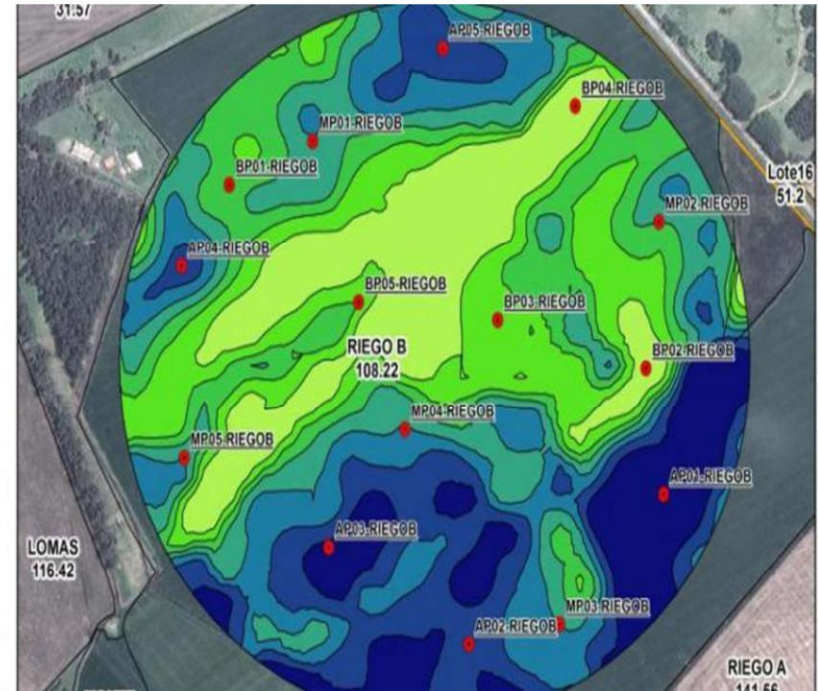 31.57
AP05-RIEGOB
BP04-RIEGOB
MP01-RIEGOB
BP01-RIEGOB
Lote16
51.2
MP02-RIEGOB
AP04-RIEGOB
BP05-RIEGOB
BP03-RIEGOB
RIEGO B
108.22
BP02-RIEGOB
MP04-RIEGOB
MP05-RIEGOB
AP01-RIEGOB
AP03-RIEGOB
LOMAS
116.42
MP03-RIEGOB
AP02-RIEGOB
RIEGO A
141.56